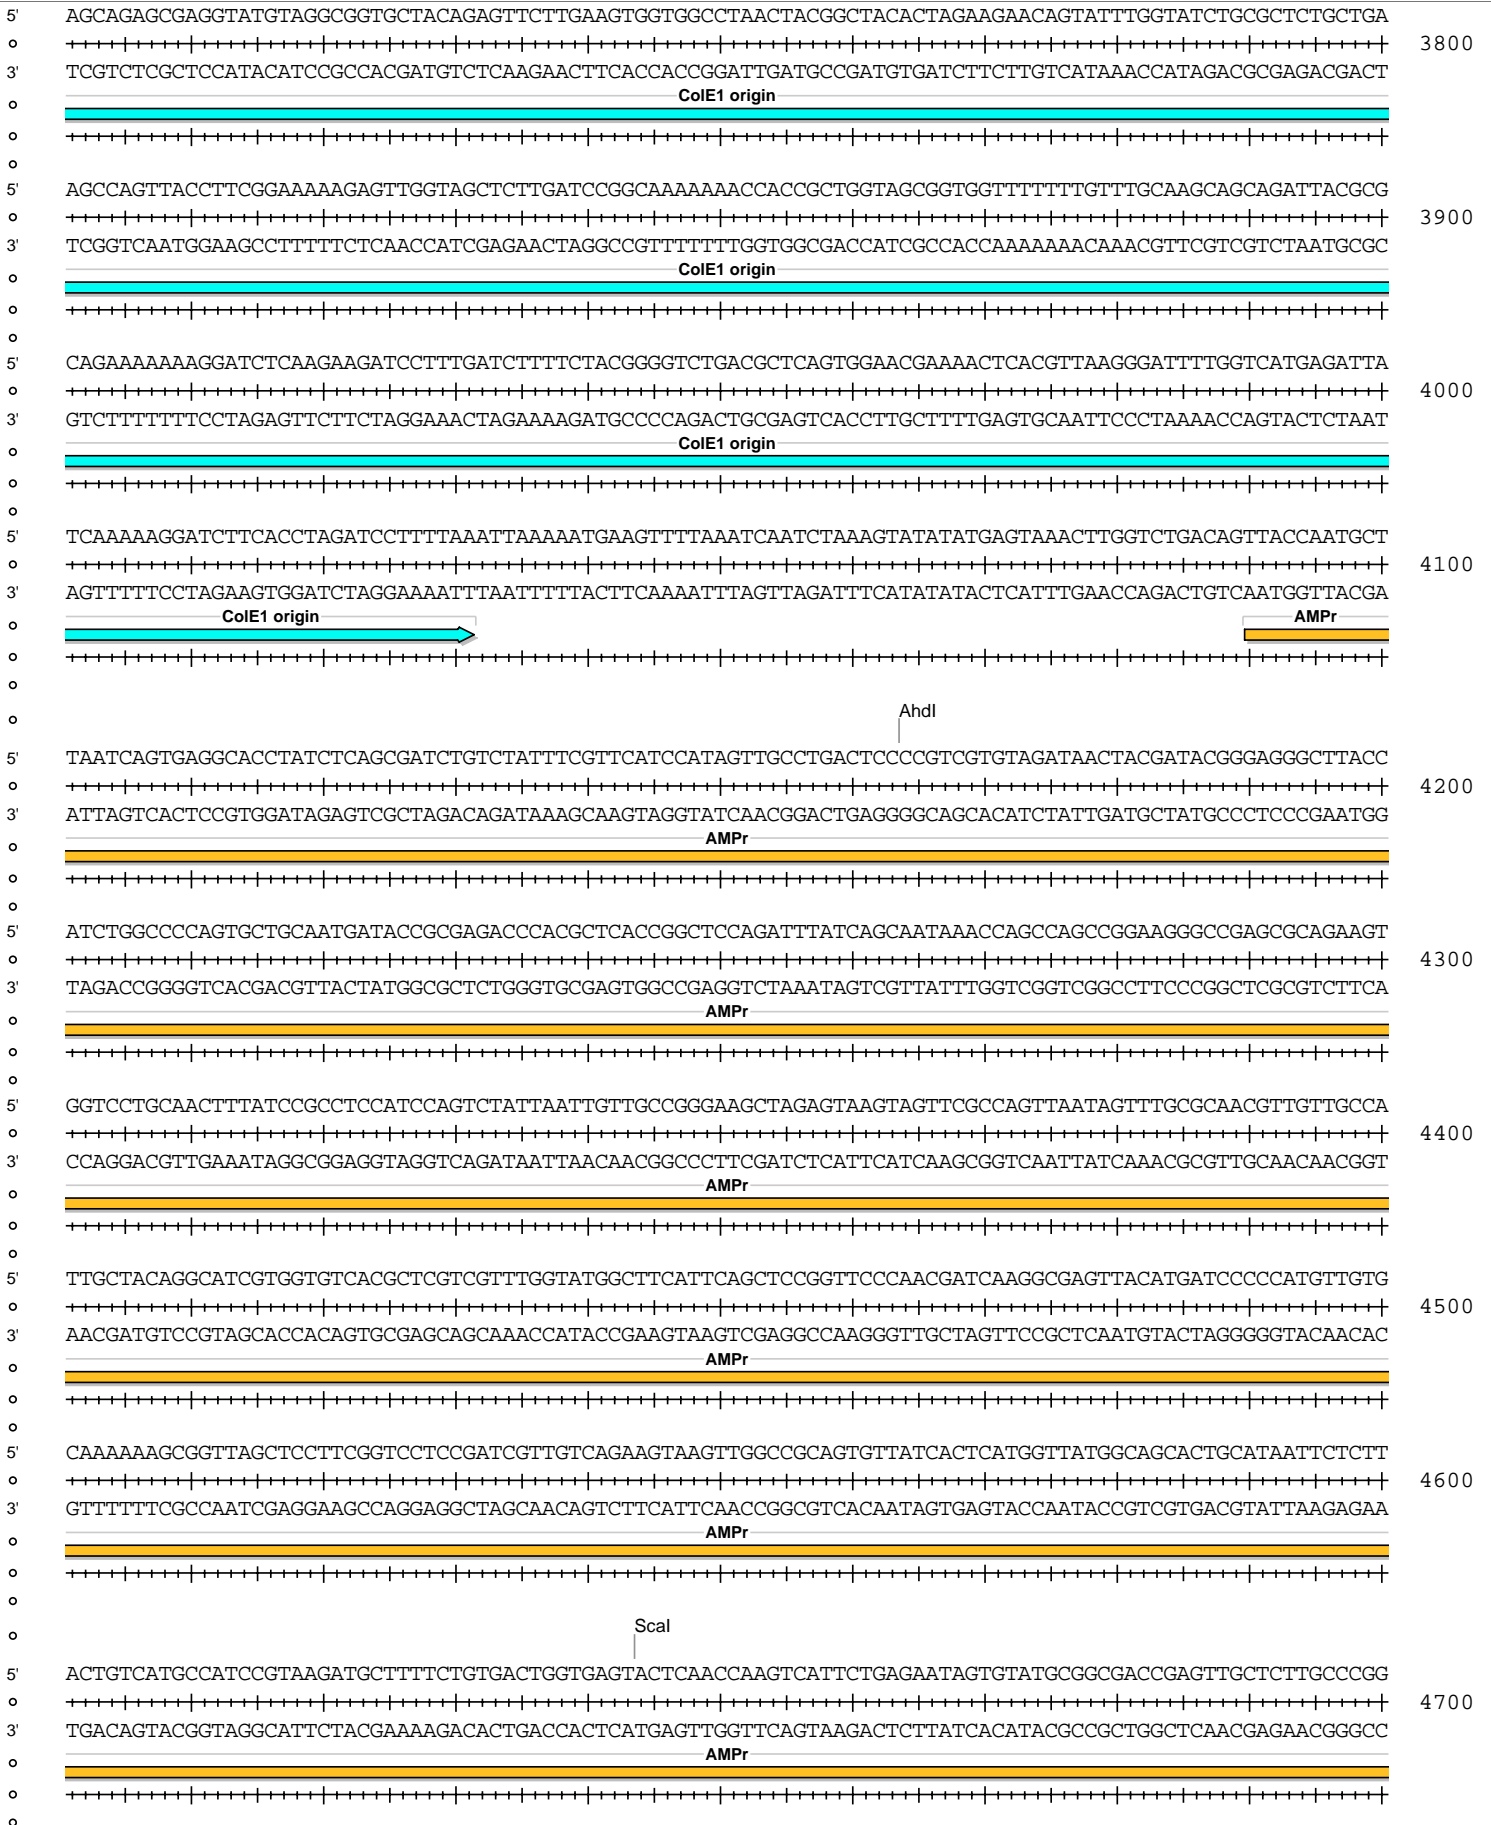 5' AGCAGAGCGAGGTATGTAGGCGGTGCTACAGAGTTCTTGAAGTGGTGGCCTAACTACGGCTACACTAGAAGAACAGTATTTGGTATCTGCGCTCTGCTGA
3800
3' TCGTCTCGCTCCATACATCCGCCACGATGTCTCAAGAACTTCACCACCGGATTGATGCCGATGTGATCTTCTTGTCATAAACCATAGACGCGAGACGACT
ColE1 origin
5' AGCCAGTTACCTTCGGAAAAAGAGTTGGTAGCTCTTGATCCGGCAAAAAAACCACCGCTGGTAGCGGTGGTTTTTTTGTTTGCAAGCAGCAGATTACGCG
3900
3' TCGGTCAATGGAAGCCTTTTTCTCAACCATCGAGAACTAGGCCGTTTTTTTGGTGGCGACCATCGCCACCAAAAAAACAAACGTTCGTCGTCTAATGCGC
ColE1 origin
5' CAGAAAAAAAGGATCTCAAGAAGATCCTTTGATCTTTTCTACGGGGTCTGACGCTCAGTGGAACGAAAACTCACGTTAAGGGATTTTGGTCATGAGATTA
4000
3' GTCTTTTTTTCCTAGAGTTCTTCTAGGAAACTAGAAAAGATGCCCCAGACTGCGAGTCACCTTGCTTTTGAGTGCAATTCCCTAAAACCAGTACTCTAAT
ColE1 origin
5' TCAAAAAGGATCTTCACCTAGATCCTTTTAAATTAAAAATGAAGTTTTAAATCAATCTAAAGTATATATGAGTAAACTTGGTCTGACAGTTACCAATGCT
4100
3' AGTTTTTCCTAGAAGTGGATCTAGGAAAATTTAATTTTTACTTCAAAATTTAGTTAGATTTCATATATACTCATTTGAACCAGACTGTCAATGGTTACGA
ColE1 origin AMPr
AhdI
5' TAATCAGTGAGGCACCTATCTCAGCGATCTGTCTATTTCGTTCATCCATAGTTGCCTGACTCCCCGTCGTGTAGATAACTACGATACGGGAGGGCTTACC
4200
3' ATTAGTCACTCCGTGGATAGAGTCGCTAGACAGATAAAGCAAGTAGGTATCAACGGACTGAGGGGCAGCACATCTATTGATGCTATGCCCTCCCGAATGG
AMPr
5' ATCTGGCCCCAGTGCTGCAATGATACCGCGAGACCCACGCTCACCGGCTCCAGATTTATCAGCAATAAACCAGCCAGCCGGAAGGGCCGAGCGCAGAAGT
4300
3' TAGACCGGGGTCACGACGTTACTATGGCGCTCTGGGTGCGAGTGGCCGAGGTCTAAATAGTCGTTATTTGGTCGGTCGGCCTTCCCGGCTCGCGTCTTCA
AMPr
5' GGTCCTGCAACTTTATCCGCCTCCATCCAGTCTATTAATTGTTGCCGGGAAGCTAGAGTAAGTAGTTCGCCAGTTAATAGTTTGCGCAACGTTGTTGCCA
4400
3' CCAGGACGTTGAAATAGGCGGAGGTAGGTCAGATAATTAACAACGGCCCTTCGATCTCATTCATCAAGCGGTCAATTATCAAACGCGTTGCAACAACGGT
AMPr
5' TTGCTACAGGCATCGTGGTGTCACGCTCGTCGTTTGGTATGGCTTCATTCAGCTCCGGTTCCCAACGATCAAGGCGAGTTACATGATCCCCCATGTTGTG
4500
3' AACGATGTCCGTAGCACCACAGTGCGAGCAGCAAACCATACCGAAGTAAGTCGAGGCCAAGGGTTGCTAGTTCCGCTCAATGTACTAGGGGGTACAACAC
AMPr
5' CAAAAAAGCGGTTAGCTCCTTCGGTCCTCCGATCGTTGTCAGAAGTAAGTTGGCCGCAGTGTTATCACTCATGGTTATGGCAGCACTGCATAATTCTCTT
4600
3' GTTTTTTCGCCAATCGAGGAAGCCAGGAGGCTAGCAACAGTCTTCATTCAACCGGCGTCACAATAGTGAGTACCAATACCGTCGTGACGTATTAAGAGAA
AMPr
ScaI
5' ACTGTCATGCCATCCGTAAGATGCTTTTCTGTGACTGGTGAGTACTCAACCAAGTCATTCTGAGAATAGTGTATGCGGCGACCGAGTTGCTCTTGCCCGG
4700
3' TGACAGTACGGTAGGCATTCTACGAAAAGACACTGACCACTCATGAGTTGGTTCAGTAAGACTCTTATCACATACGCCGCTGGCTCAACGAGAACGGGCC
AMPr